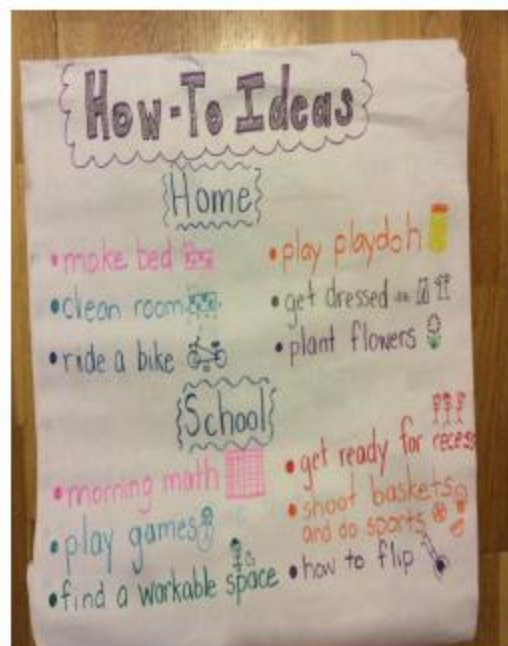 How-To Ideas
Home
• make bed
• clean room
• ride a bike
• play playdoh
• get dressed
• plant flowers
School
• morning math
• play games
• find a workable space
• get ready for recess
• shoot baskets
and do sports
• how to flip